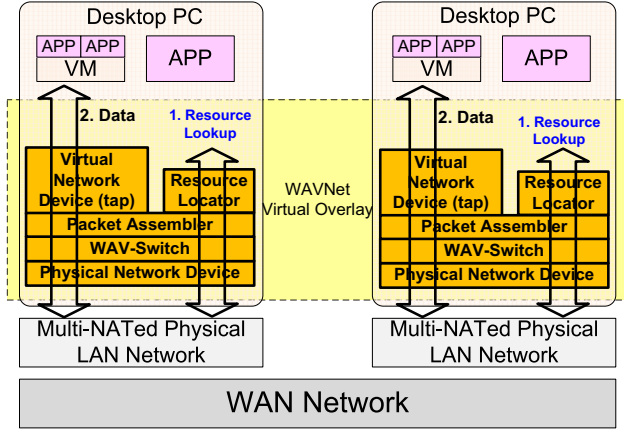 Desktop PC
APP APP
VM
APP
2. Data
1. Resource
Lookup
Virtual
Network
Device (tap)
Resource
Locator
Packet Assembler
WAV-Switch
Physical Network Device
Multi-NATed Physical
LAN Network
WAVNet
Virtual Overlay
Desktop PC
APP APP
VM
APP
2. Data
1. Resource
Lookup
Virtual
Network
Device (tap)
Resource
Locator
Packet Assembler
WAV-Switch
Physical Network Device
Multi-NATed Physical
LAN Network
WAN Network